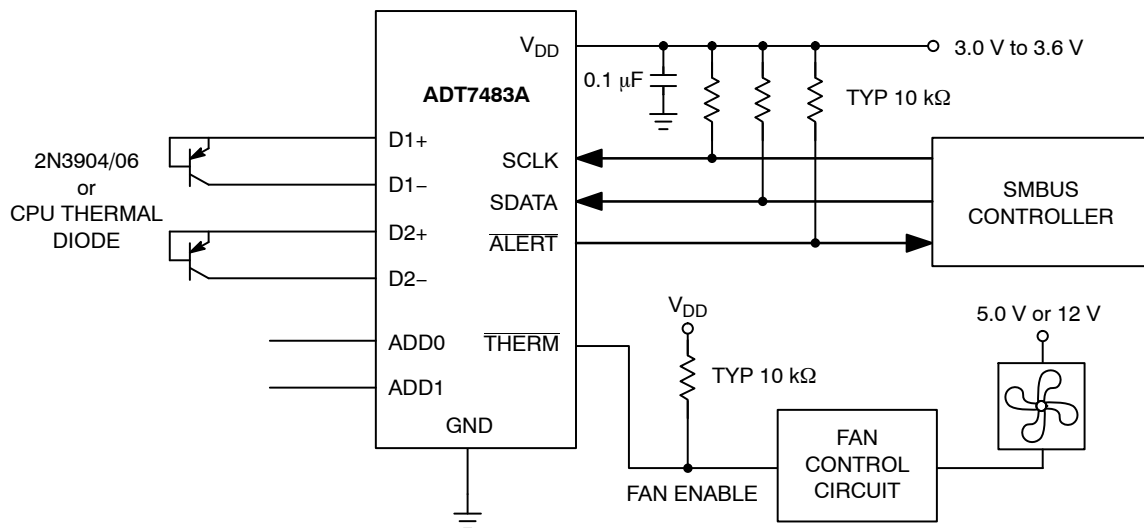 V_DD
3.0 V to 3.6 V
0.1 μF
TYP 10 kΩ
ADT7483A
D1+
D1−
D2+
D2−
ADD0
ADD1
GND
SCLK
SDATA
ALERT
THERM
2N3904/06
or
CPU THERMAL
DIODE
SMBUS
CONTROLLER
V_DD
TYP 10 kΩ
5.0 V or 12 V
FAN
CONTROL
CIRCUIT
FAN ENABLE